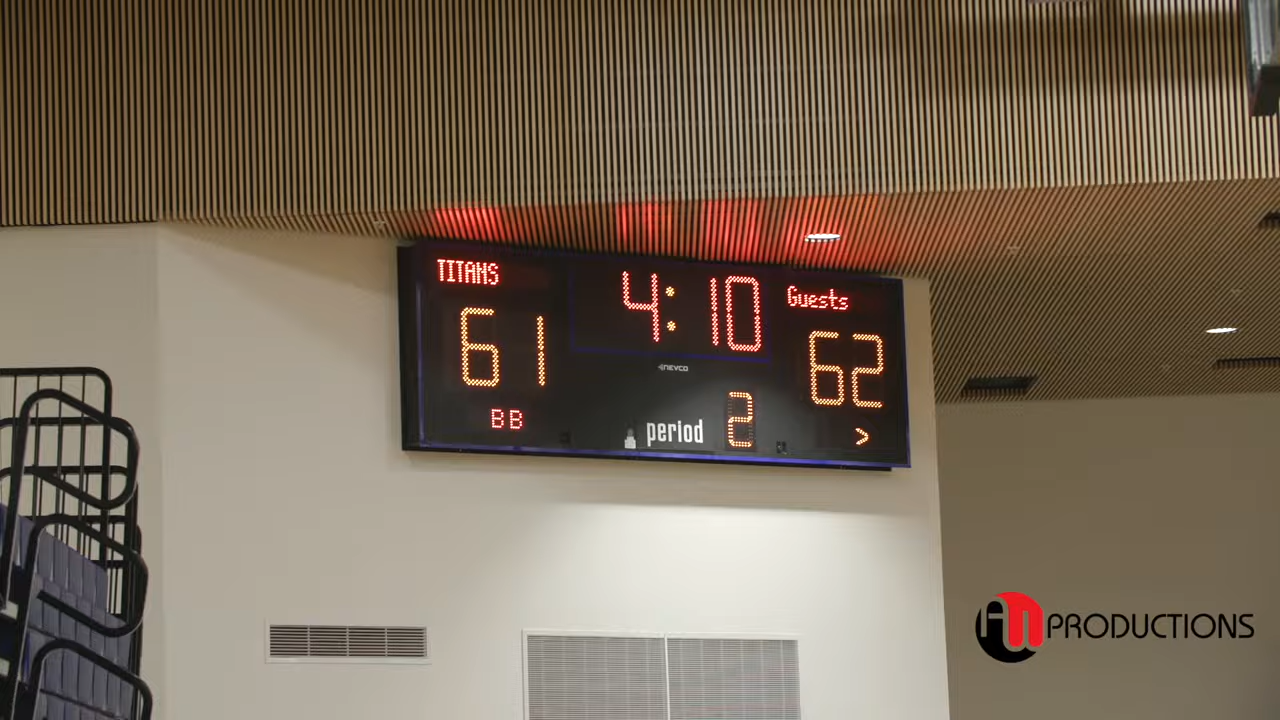 TITANS
4:10
Guests
61
62
NEVCO
BB
period 2
>
PRODUCTIONS